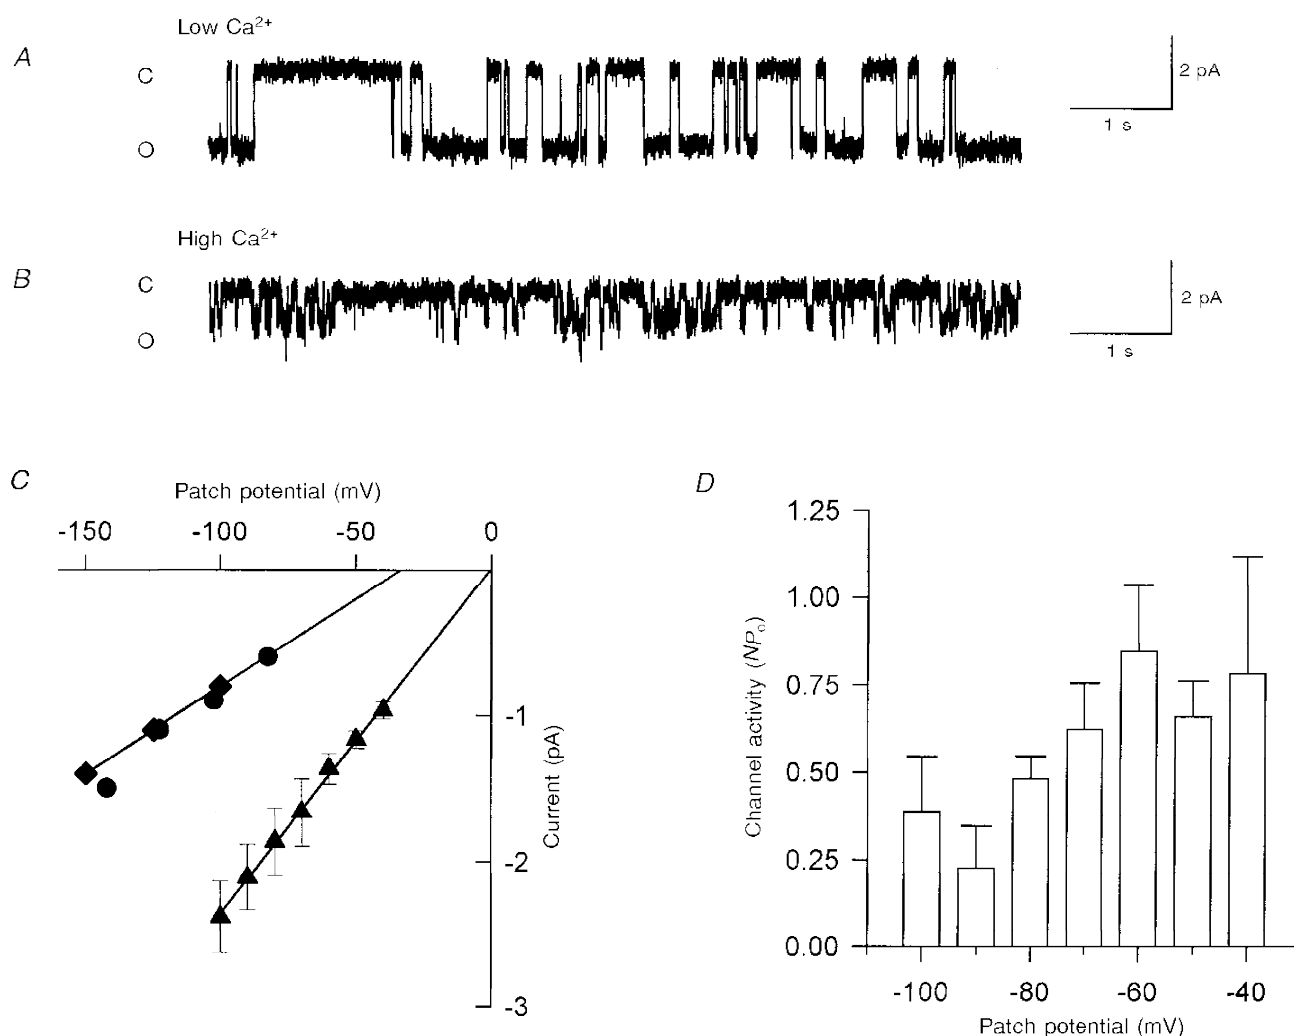 Low Ca²⁺
A
C
O
2 pA
1 s
High Ca²⁺
B
C
O
2 pA
1 s
C
Patch potential (mV)
-150
-100
-50
0
-1
-2
-3
Current (pA)
D
1.25
1.00
0.75
0.50
0.25
0.00
Channel activity (NPₒ)
-100
-80
-60
-40
Patch potential (mV)